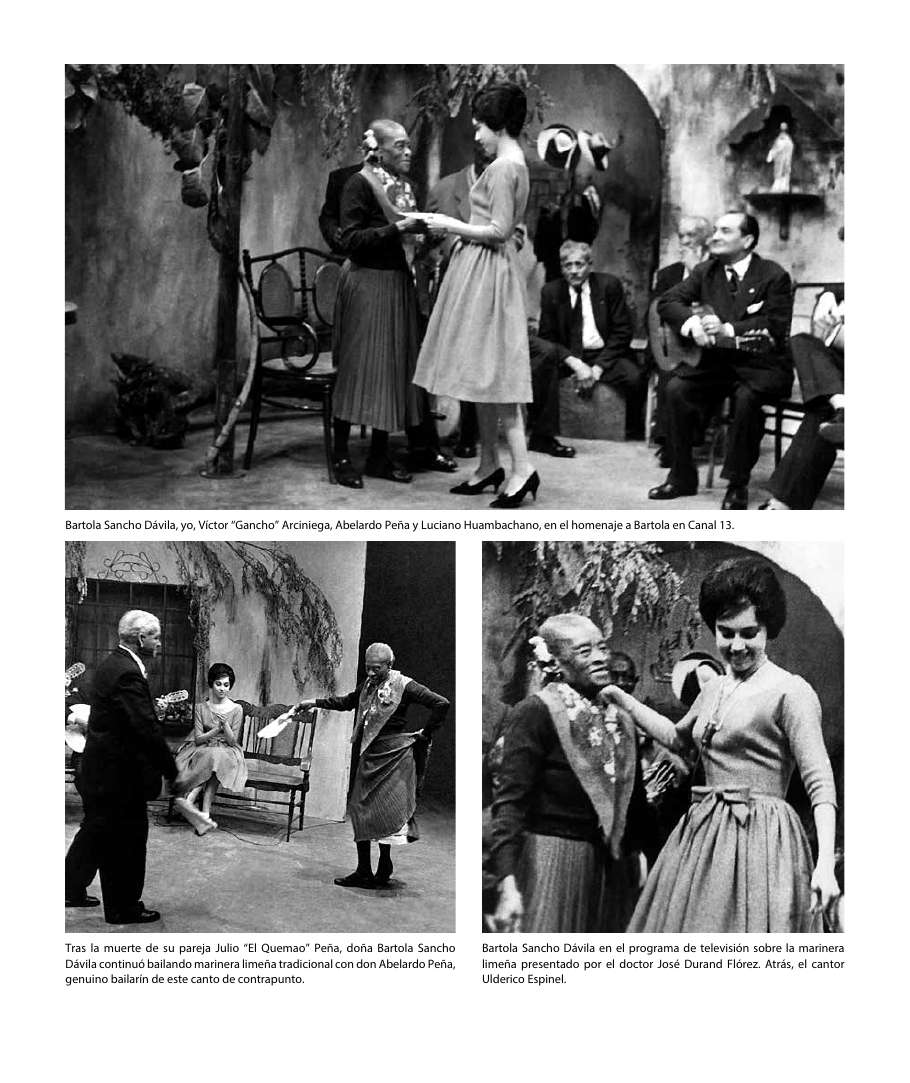 Bartola Sancho Dávila, yo, Víctor “Gancho” Arciniega, Abelardo Peña y Luciano Huambachano, en el homenaje a Bartola en Canal 13.
Tras la muerte de su pareja Julio “El Quemao” Peña, doña Bartola Sancho
Dávila continuó bailando marinera limeña tradicional con don Abelardo Peña,
genuino bailarín de este canto de contrapunto.
Bartola Sancho Dávila en el programa de televisión sobre la marinera
limeña presentado por el doctor José Durand Flórez. Atrás, el cantor
Ulderico Espinel.